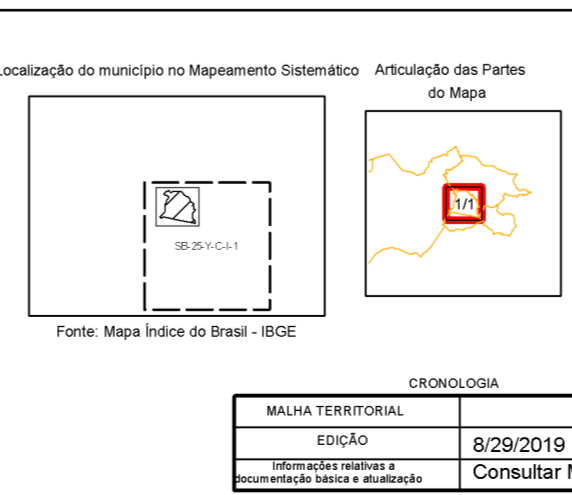 Localização do município no Mapeamento Sistemático
Articulação das Partes
do Mapa
1/1
SB-25-Y-C-I-1
Fonte: Mapa Índice do Brasil - IBGE
CRONOLOGIA
MALHA TERRITORIAL
EDIÇÃO
8/29/2019
Informações relativas a
documentação básica e atualização
Consultar